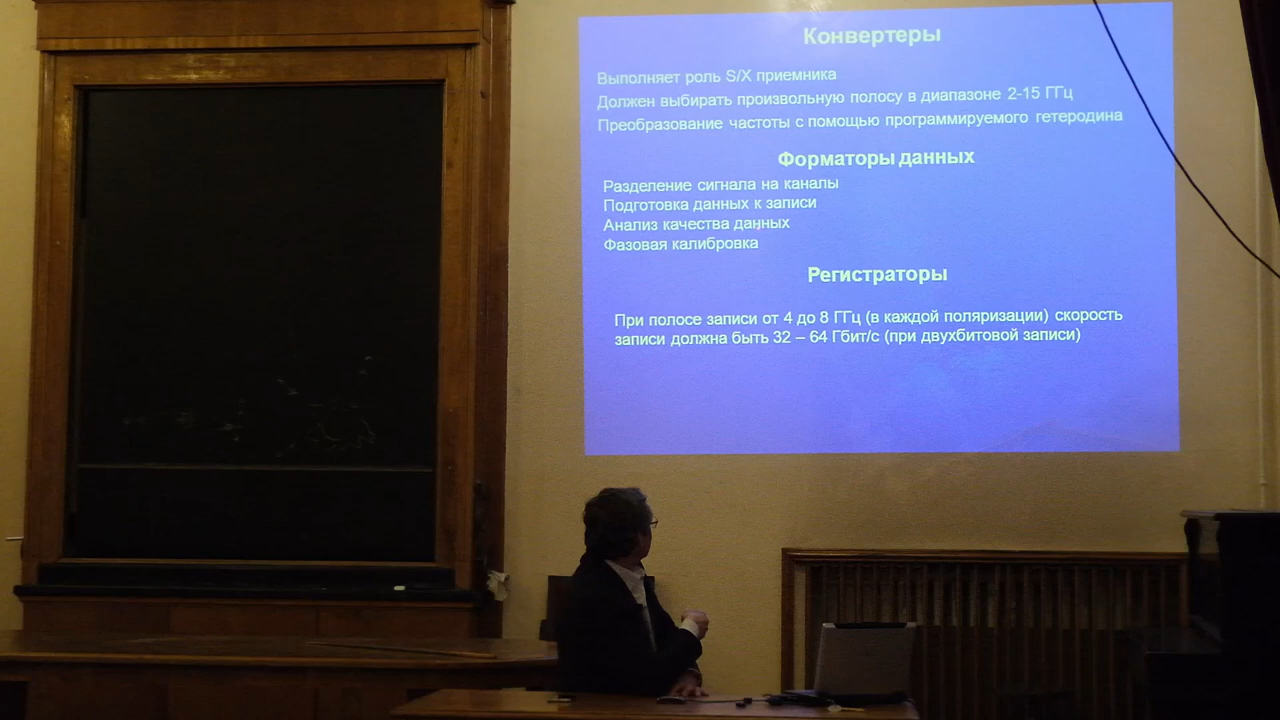 Конвертеры
Выполняет роль S/X приемника
Должен выбирать произвольную полосу в диапазоне 2-15 ГГц
Преобразование частоты с помощью программируемого гетеродина
Форматоры данных
Разделение сигнала на каналы
Подготовка данных к записи
Анализ качества данных
Фазовая калибровка
Регистраторы
При полосе записи от 4 до 8 ГГц (в каждой поляризации) скорость
записи должна быть 32 – 64 Гбит/с (при двухбитовой записи)